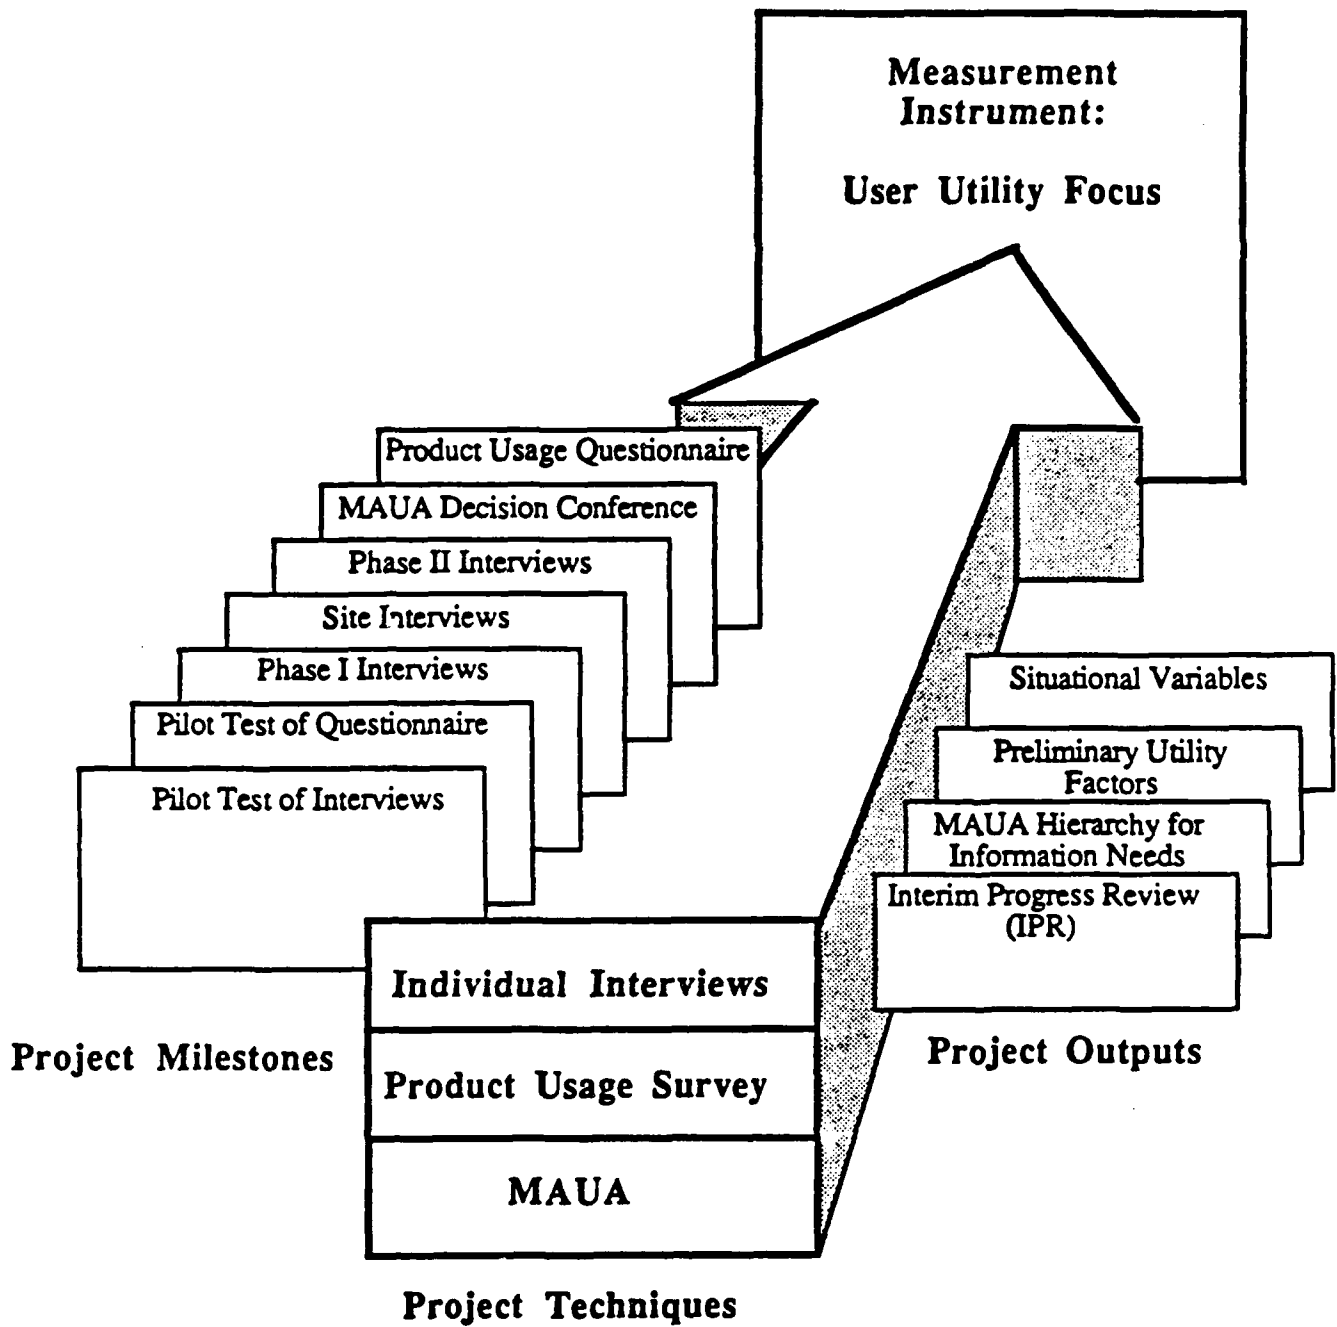 Measurement
Instrument:
User Utility Focus
Product Usage Questionnaire
MAUA Decision Conference
Phase II Interviews
Site Interviews
Phase I Interviews
Pilot Test of Questionnaire
Pilot Test of Interviews
Project Milestones
Individual Interviews
Product Usage Survey
MAUA
Project Techniques
Situational Variables
Preliminary Utility
Factors
MAUA Hierarchy for
Information Needs
Interim Progress Review
(IPR)
Project Outputs